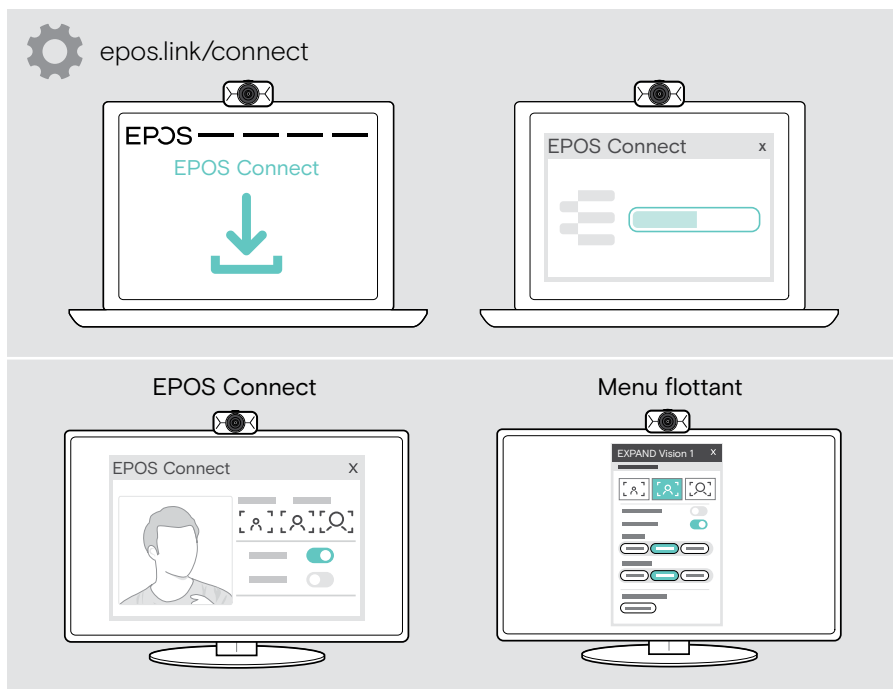 epos.link/connect
EPOS
EPOS Connect
EPOS Connect x
EPOS Connect
EPOS Connect x
Menu flottant
EXPAND Vision 1 x